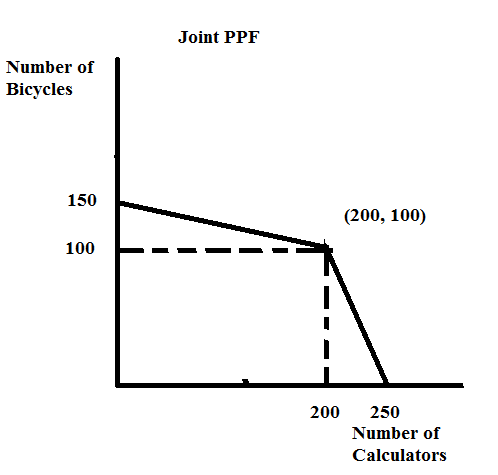 Joint PPF
Number of
Bicycles
150
(200, 100)
100
200 250
Number of
Calculators